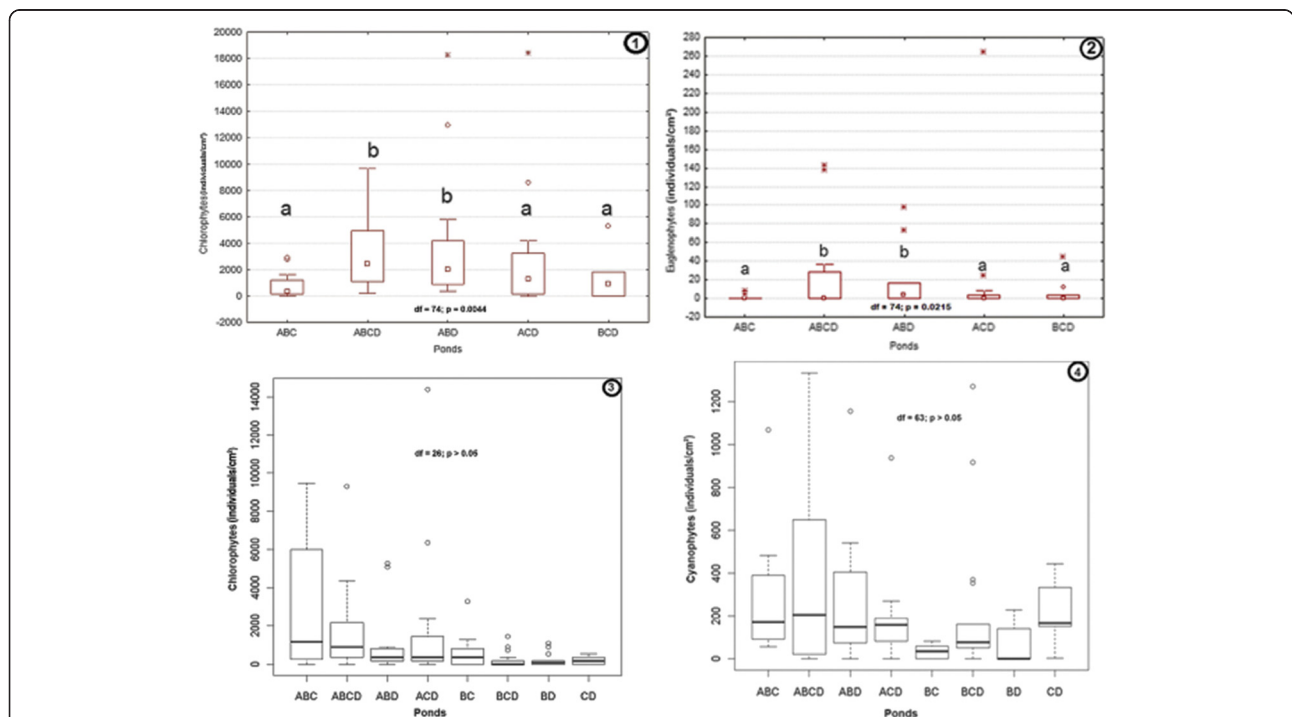 1
Chlorophytes(individuals/cm²)
20000
18000
16000
14000
12000
10000
8000
6000
4000
2000
0
-2000
a
b
b
a
a
df = 74; p = 0.0044
ABC ABCD ABD ACD BCD
Ponds
2
Euglenophytes (individuals/cm²)
280
260
240
220
200
180
160
140
120
100
80
60
40
20
0
-20
a
b
b
a
a
df = 74; p = 0.0215
ABC ABCD ABD ACD BCD
Ponds
3
Chlorophytes (individuals/cm²)
14000
12000
10000
8000
6000
4000
2000
0
df = 26; p > 0.05
ABC ABCD ABD ACD BC BCD BD CD
Ponds
4
Cyanophytes (individuals/cm²)
1200
1000
800
600
400
200
0
df = 63; p > 0.05
ABC ABCD ABD ACD BC BCD BD CD
Ponds